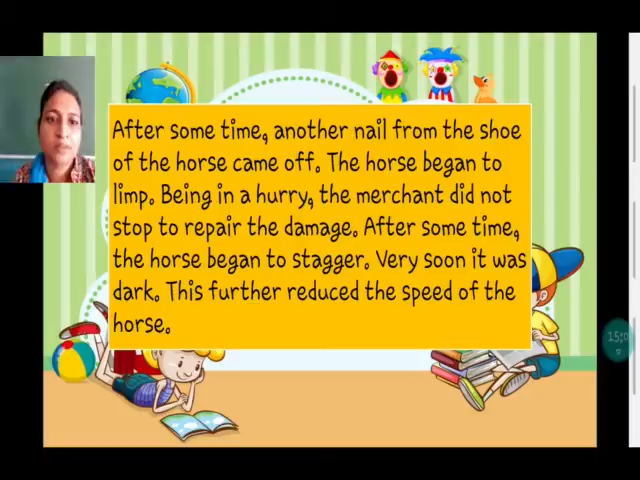 After some time, another nail from the shoe
of the horse came off. The horse began to
limp. Being in a hurry, the merchant did not
stop to repair the damage. After some time,
the horse began to stagger. Very soon it was
dark. This further reduced the speed of the
horse.